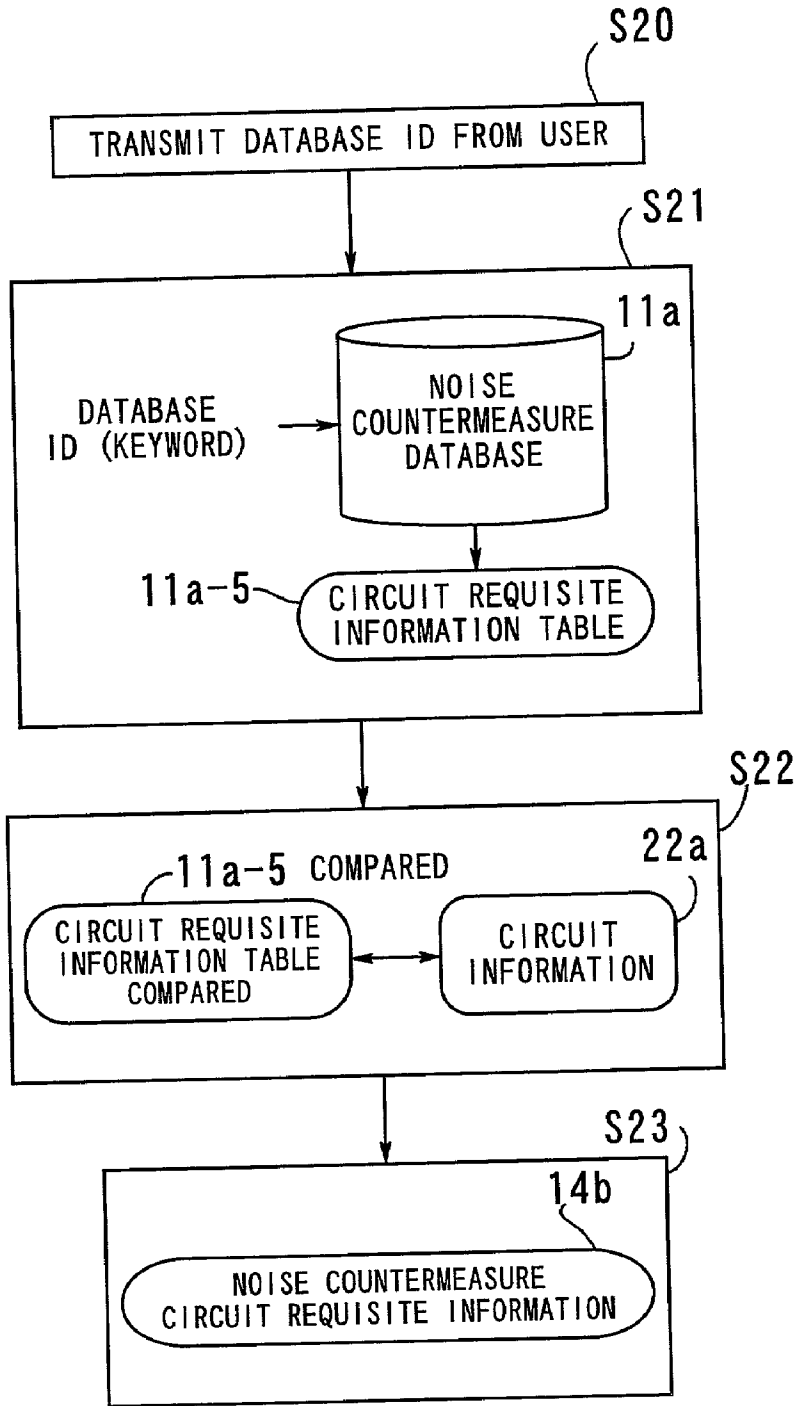 S20
TRANSMIT DATABASE ID FROM USER
S21
11a
NOISE
COUNTERMEASURE
DATABASE
DATABASE
ID (KEYWORD)
11a-5
CIRCUIT REQUISITE
INFORMATION TABLE
S22
11a-5 COMPARED
22a
CIRCUIT REQUISITE
INFORMATION TABLE
COMPARED
CIRCUIT
INFORMATION
S23
14b
NOISE COUNTERMEASURE
CIRCUIT REQUISITE INFORMATION